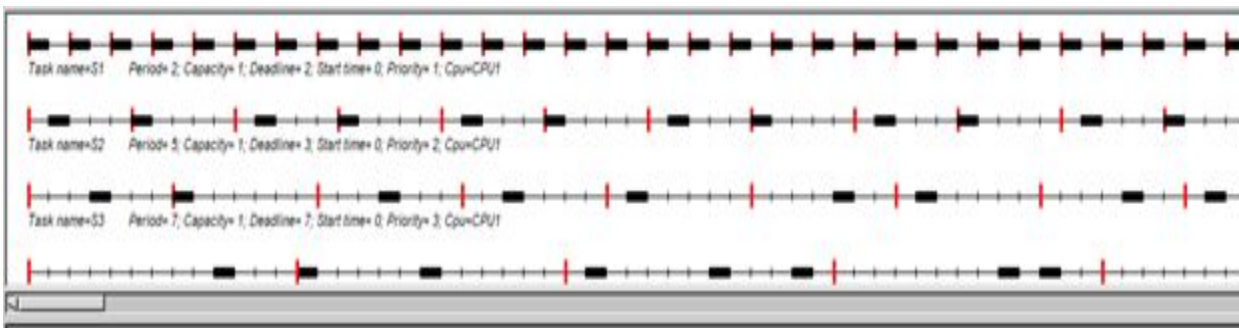 Task name=S1 Period= 2; Capacity= 1; Deadline= 2; Start time= 0; Priority= 1; Cpu=CPU1
Task name=S2 Period= 5; Capacity= 1; Deadline= 3; Start time= 0; Priority= 2; Cpu=CPU1
Task name=S3 Period= 7; Capacity= 1; Deadline= 7; Start time= 0; Priority= 3; Cpu=CPU1